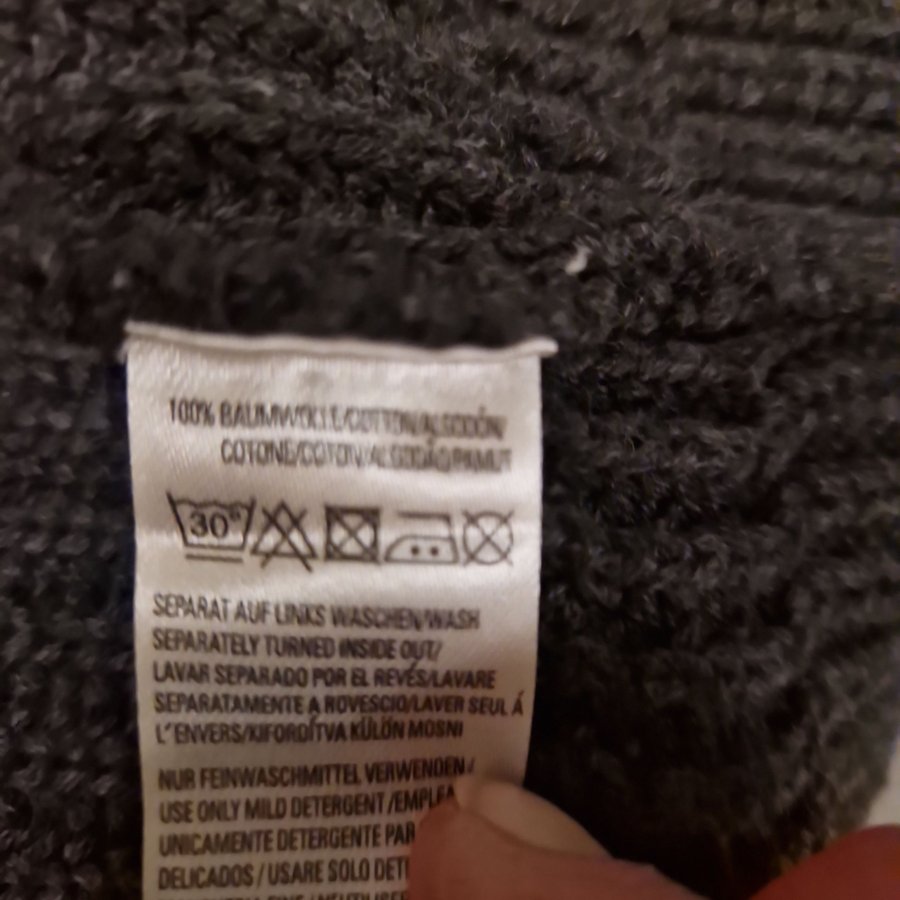 100% BAUMWOLLE/COTTON/ALGODÓN/
COTONE/COTON/ALGODÃO/PAMUT
30°
SEPARAT AUF LINKS WASCHEN/WASH
SEPARATELY TURNED INSIDE OUT/
LAVAR SEPARADO POR EL REVÉS/LAVARE
SEPARATAMENTE A ROVESCIO/LAVER SEUL Á
L'ENVERS/KIFORDÍTVA KÜLÖN MOSNI
NUR FEINWASCHMITTEL VERWENDEN/
USE ONLY MILD DETERGENT/EMPLEA
UNICAMENTE DETERGENTE PAR
DELICADOS/USARE SOLO DETE